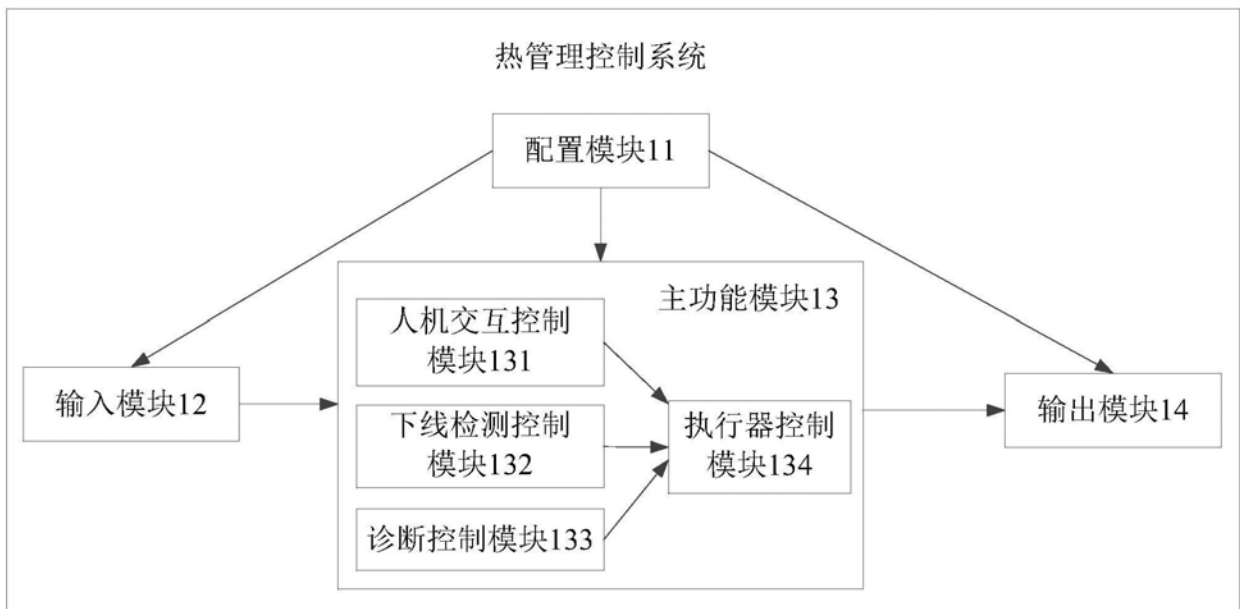 热管理控制系统
配置模块11
主功能模块13
人机交互控制
模块131
输入模块12
下线检测控制
模块132
执行器控制
模块134
输出模块14
诊断控制模块133